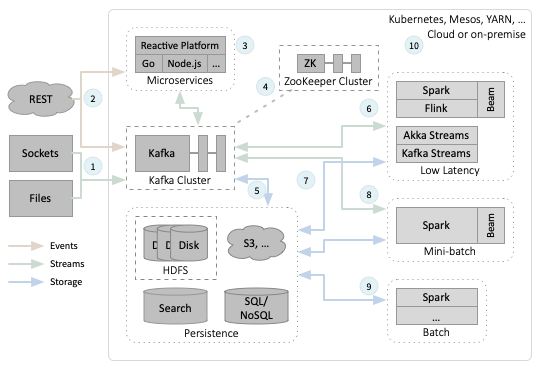 Kubernetes, Mesos, YARN, ...
Cloud or on-premise
10
Reactive Platform
Go
Node.js
...
Microservices
3
ZK
ZooKeeper Cluster
4
REST
2
Spark
Flink
Beam
Akka Streams
Kafka Streams
Low Latency
6
Sockets
Files
1
Kafka
Kafka Cluster
5
7
8
Spark
Beam
Mini-batch
D
D
Disk
HDFS
S3, ...
Search
SQL/
NoSQL
Persistence
9
Spark
...
Batch
Events
Streams
Storage